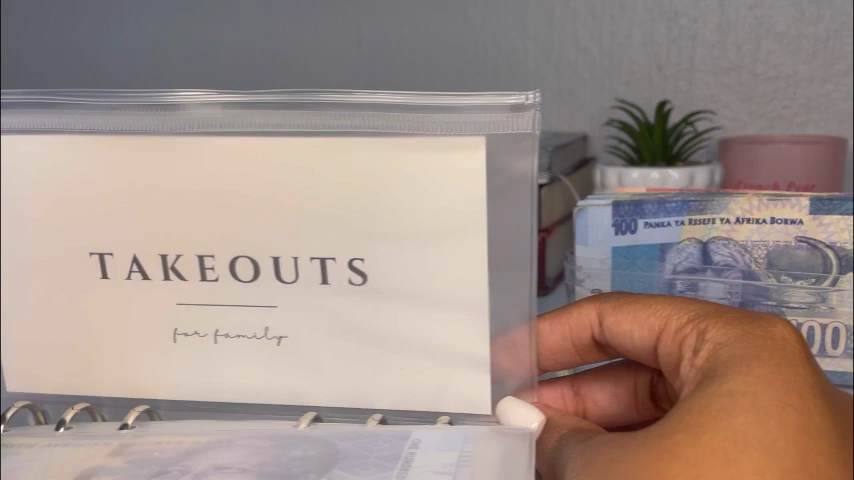 TAKEOUTS
for family
100 PANKA YA RESEFE YA AFRIKA BORWA
100